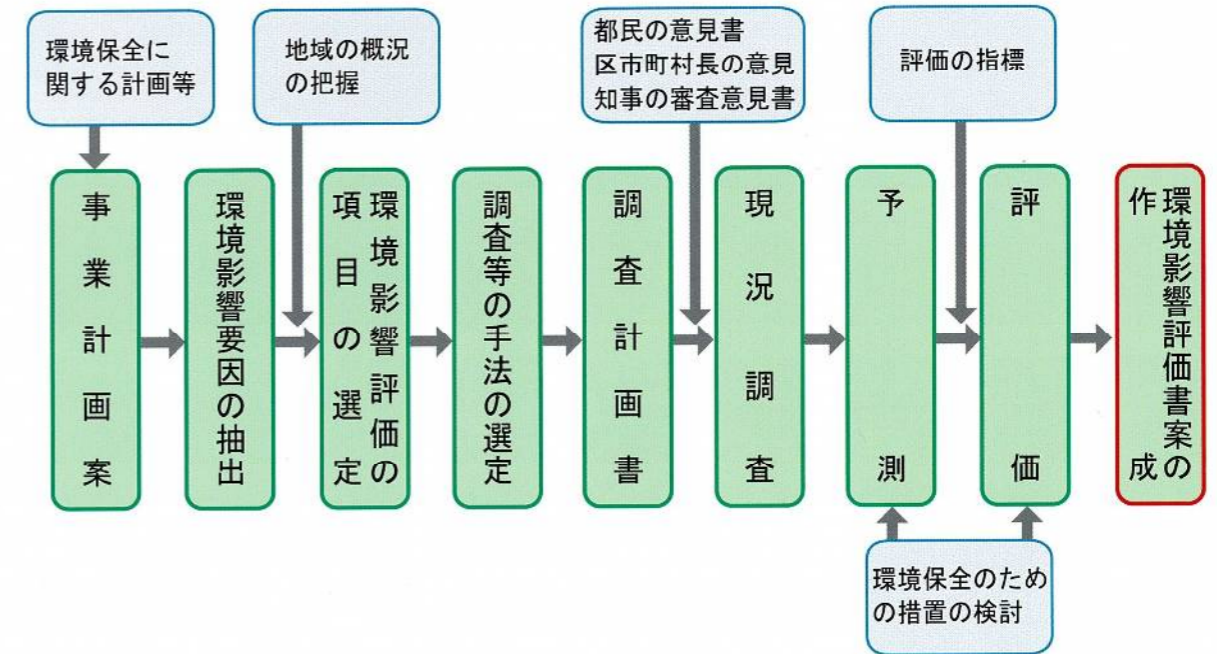 環境保全に
関する計画等
地域の概況
の把握
都民の意見書
区市町村長の意見
知事の審査意見書
評価の指標
事業計画案
環境影響要因の抽出
環境影響評価の
項目の選定
調査等の手法の選定
調査計画書
現況調査
予測
評価
環境影響評価書案の
作成
環境保全のため
の措置の検討